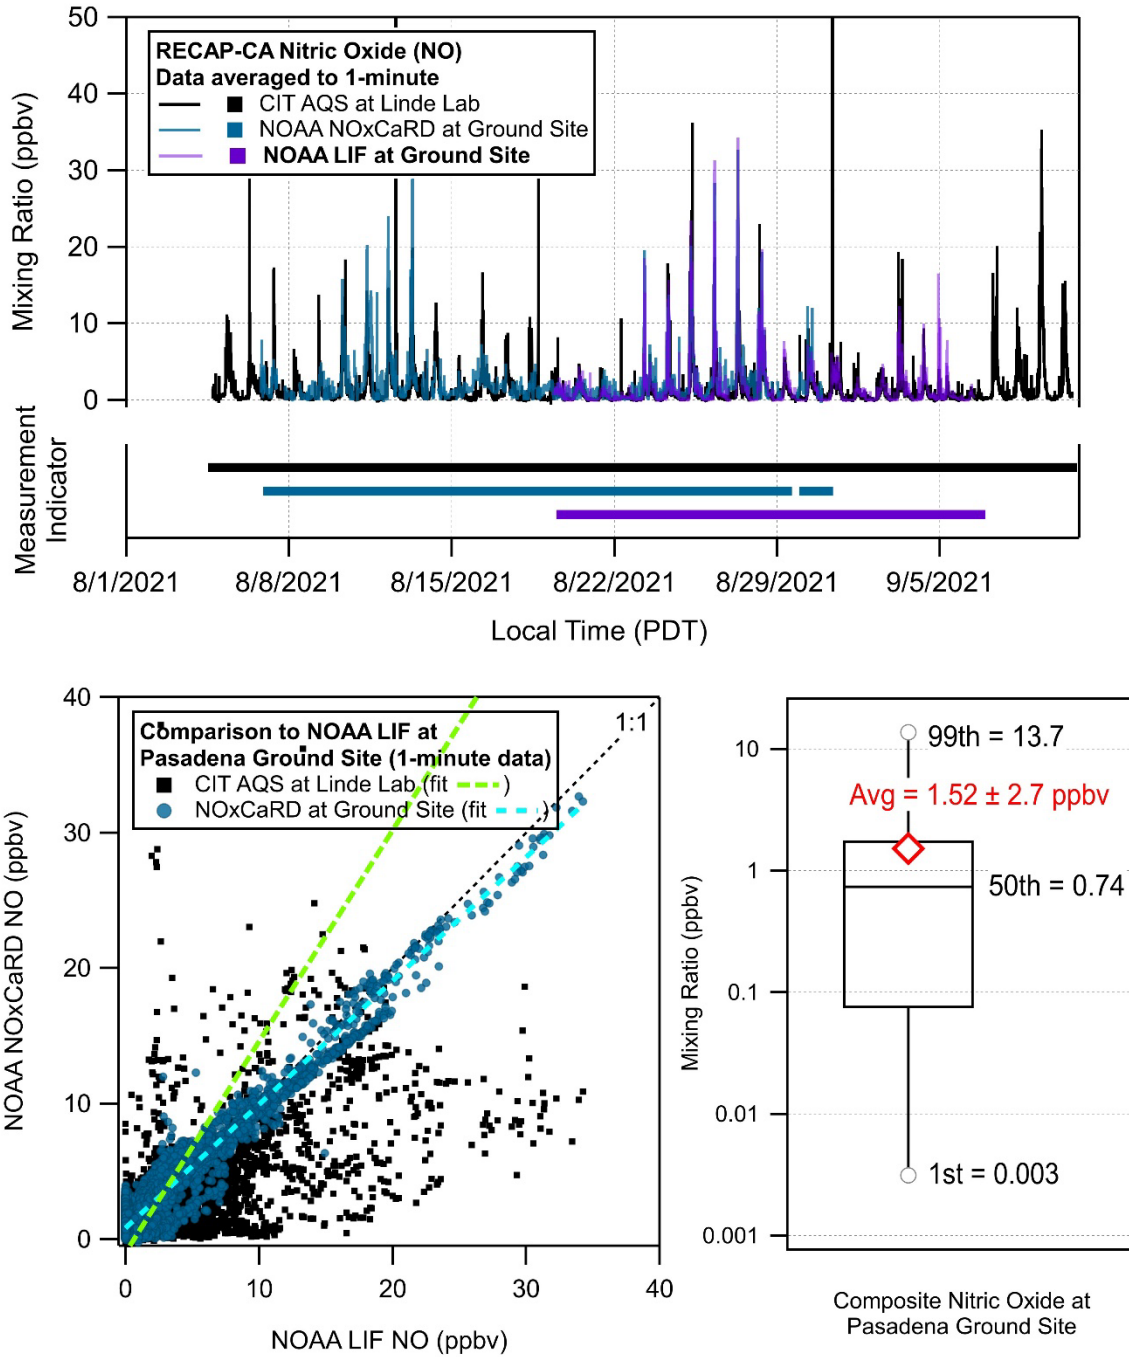 50
40
30
20
10
0
Mixing Ratio (ppbv)
RECAP-CA Nitric Oxide (NO)
Data averaged to 1-minute
CIT AQS at Linde Lab
NOAA NOxCaRD at Ground Site
NOAA LIF at Ground Site
Measurement
Indicator
8/1/2021 8/8/2021 8/15/2021 8/22/2021 8/29/2021 9/5/2021
Local Time (PDT)
40
30
20
10
0
NOAA NOxCaRD NO (ppbv)
Comparison to NOAA LIF at
Pasadena Ground Site (1-minute data)
CIT AQS at Linde Lab (fit )
NOxCaRD at Ground Site (fit )
1:1
0 10 20 30 40
NOAA LIF NO (ppbv)
10
1
0.1
0.01
0.001
Mixing Ratio (ppbv)
99th = 13.7
Avg = 1.52 ± 2.7 ppbv
50th = 0.74
1st = 0.003
Composite Nitric Oxide at
Pasadena Ground Site